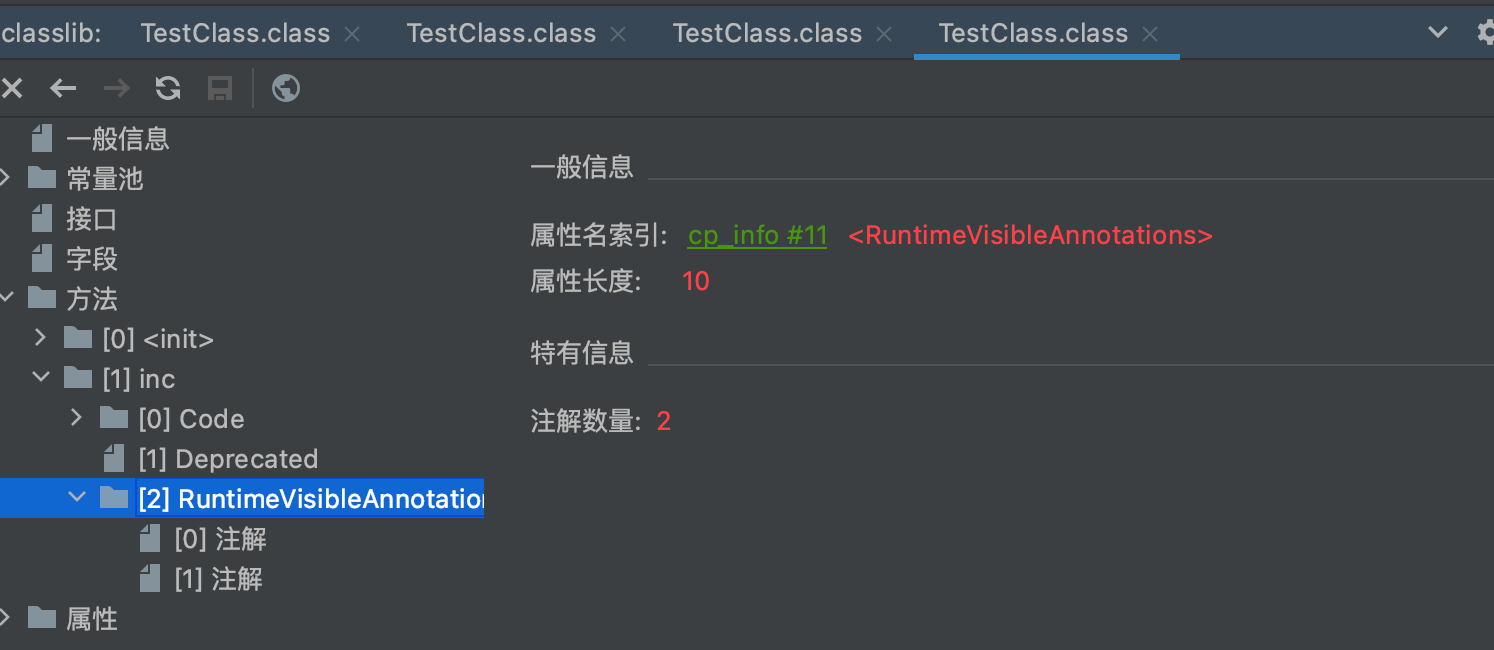 classlib: TestClass.class TestClass.class TestClass.class TestClass.class
一般信息
常量池
接口
字段
方法
[0] <init>
[1] inc
[0] Code
[1] Deprecated
[2] RuntimeVisibleAnnotation
[0] 注解
[1] 注解
属性
一般信息
属性名索引: cp_info #11 <RuntimeVisibleAnnotations>
属性长度: 10
特有信息
注解数量: 2